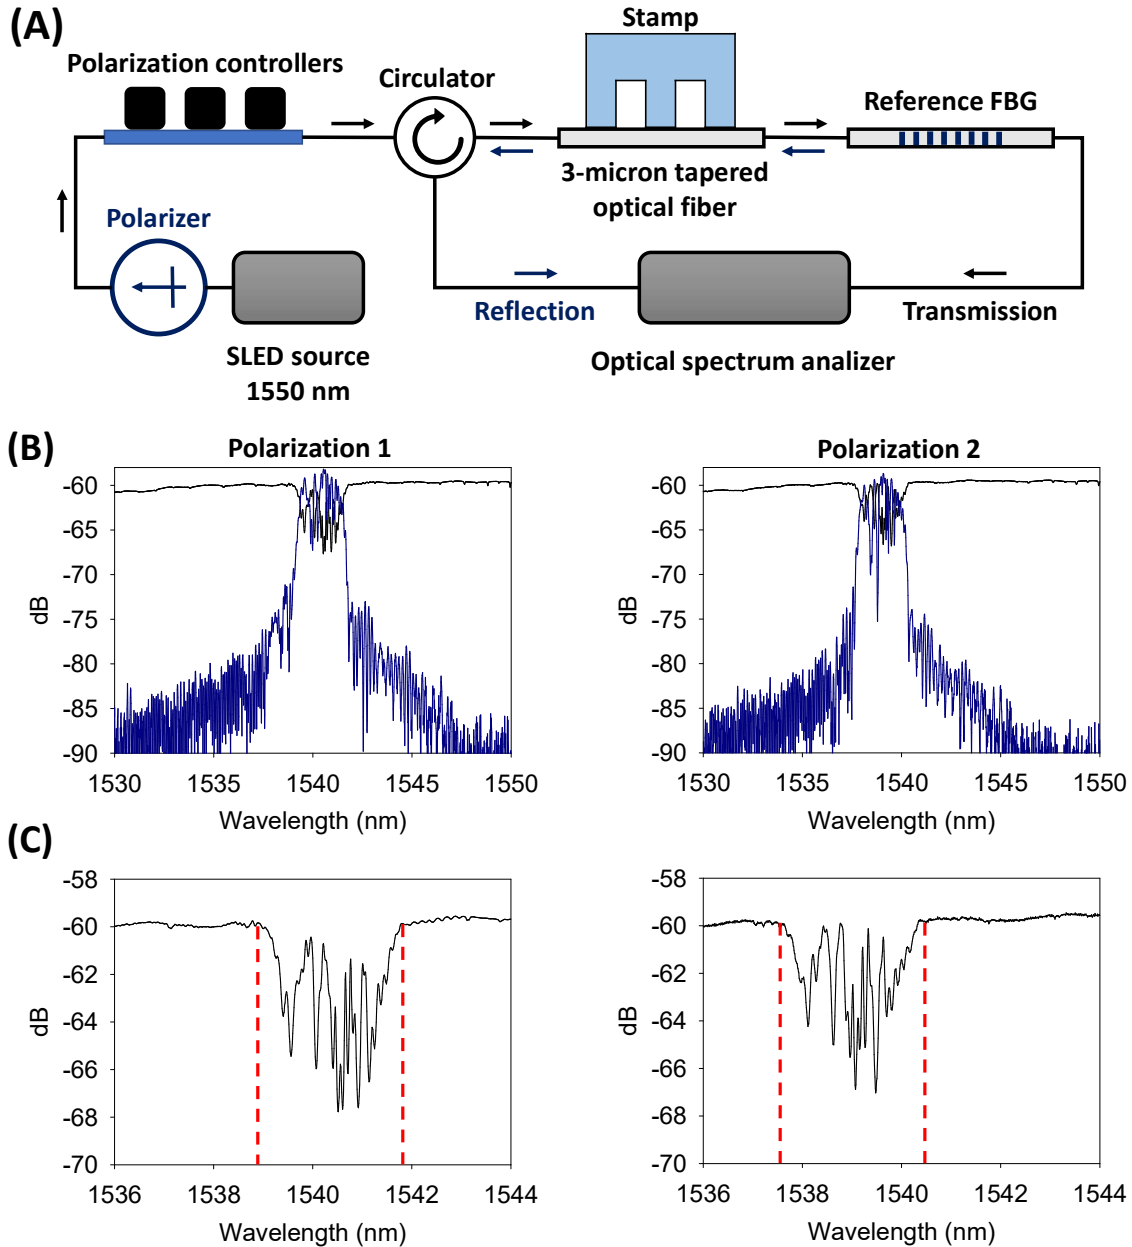 (A)
Stamp
Polarization controllers
Circulator
Reference FBG
3-micron tapered
optical fiber
Polarizer
Reflection
Transmission
SLED source
1550 nm
Optical spectrum analizer
(B)
Polarization 1
Polarization 2
-60
-65
-70
-75
-80
-85
-90
dB
1530 1535 1540 1545 1550
Wavelength (nm)
-60
-65
-70
-75
-80
-85
-90
dB
1530 1535 1540 1545 1550
Wavelength (nm)
(C)
-58
-60
-62
-64
-66
-68
-70
dB
1536 1538 1540 1542 1544
Wavelength (nm)
-58
-60
-62
-64
-66
-68
-70
dB
1536 1538 1540 1542 1544
Wavelength (nm)